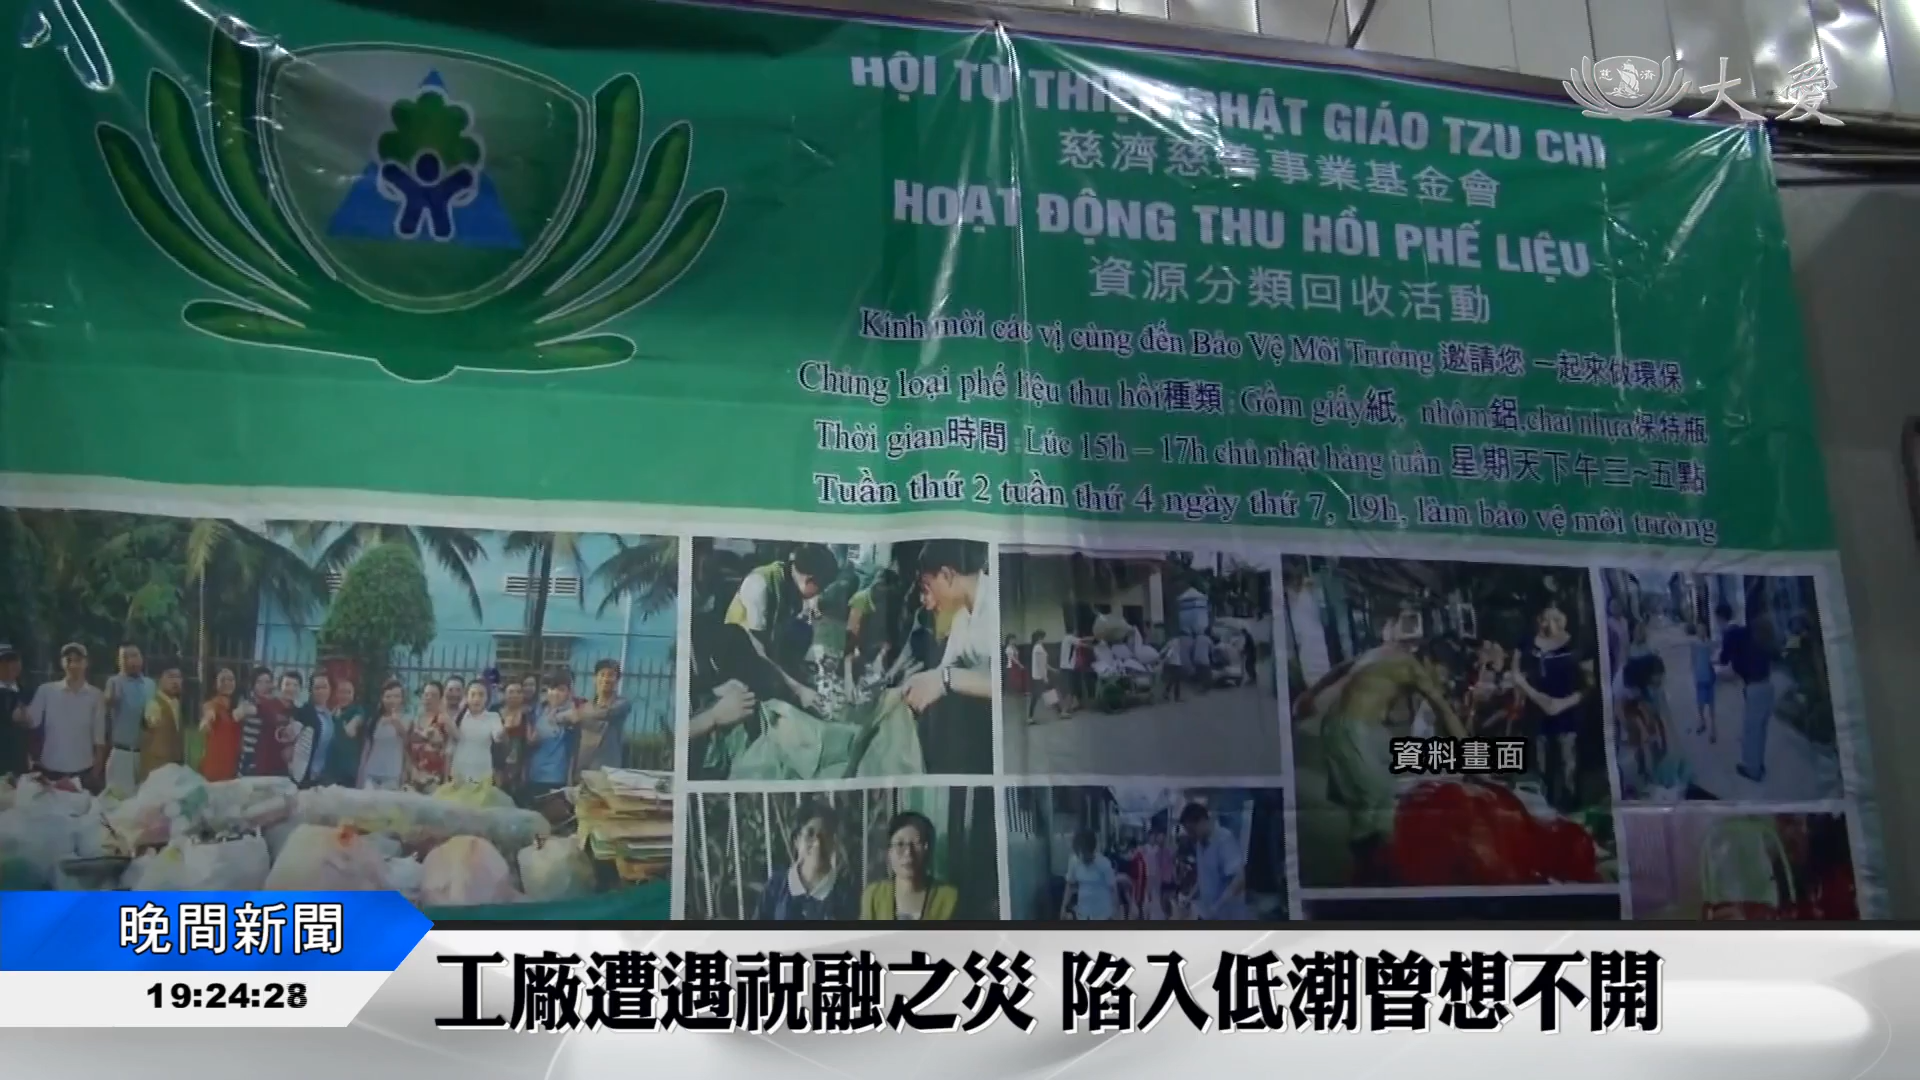 慈濟 大愛
HỘI TỪ THIỆN PHẬT GIÁO TZU CHI
慈濟慈善事業基金會
HOẠT ĐỘNG THU HỒI PHẾ LIỆU
資源分類回收活動
Kính mời các vị cùng đến Bảo Vệ Môi Trường 邀請您 一起來做環保
Chủng loại phế liệu thu hồi種類 : Gồm giấy紙, nhôm鋁,chai nhựa保特瓶
Thời gian時間 : Lúc 15h – 17h chủ nhật hàng tuần 星期天下午三~五點
Tuần thứ 2 tuần thứ 4 ngày thứ 7, 19h, làm bảo vệ môi trường
資料畫面
晚間新聞
19:24:28
工廠遭遇祝融之災 陷入低潮曾想不開